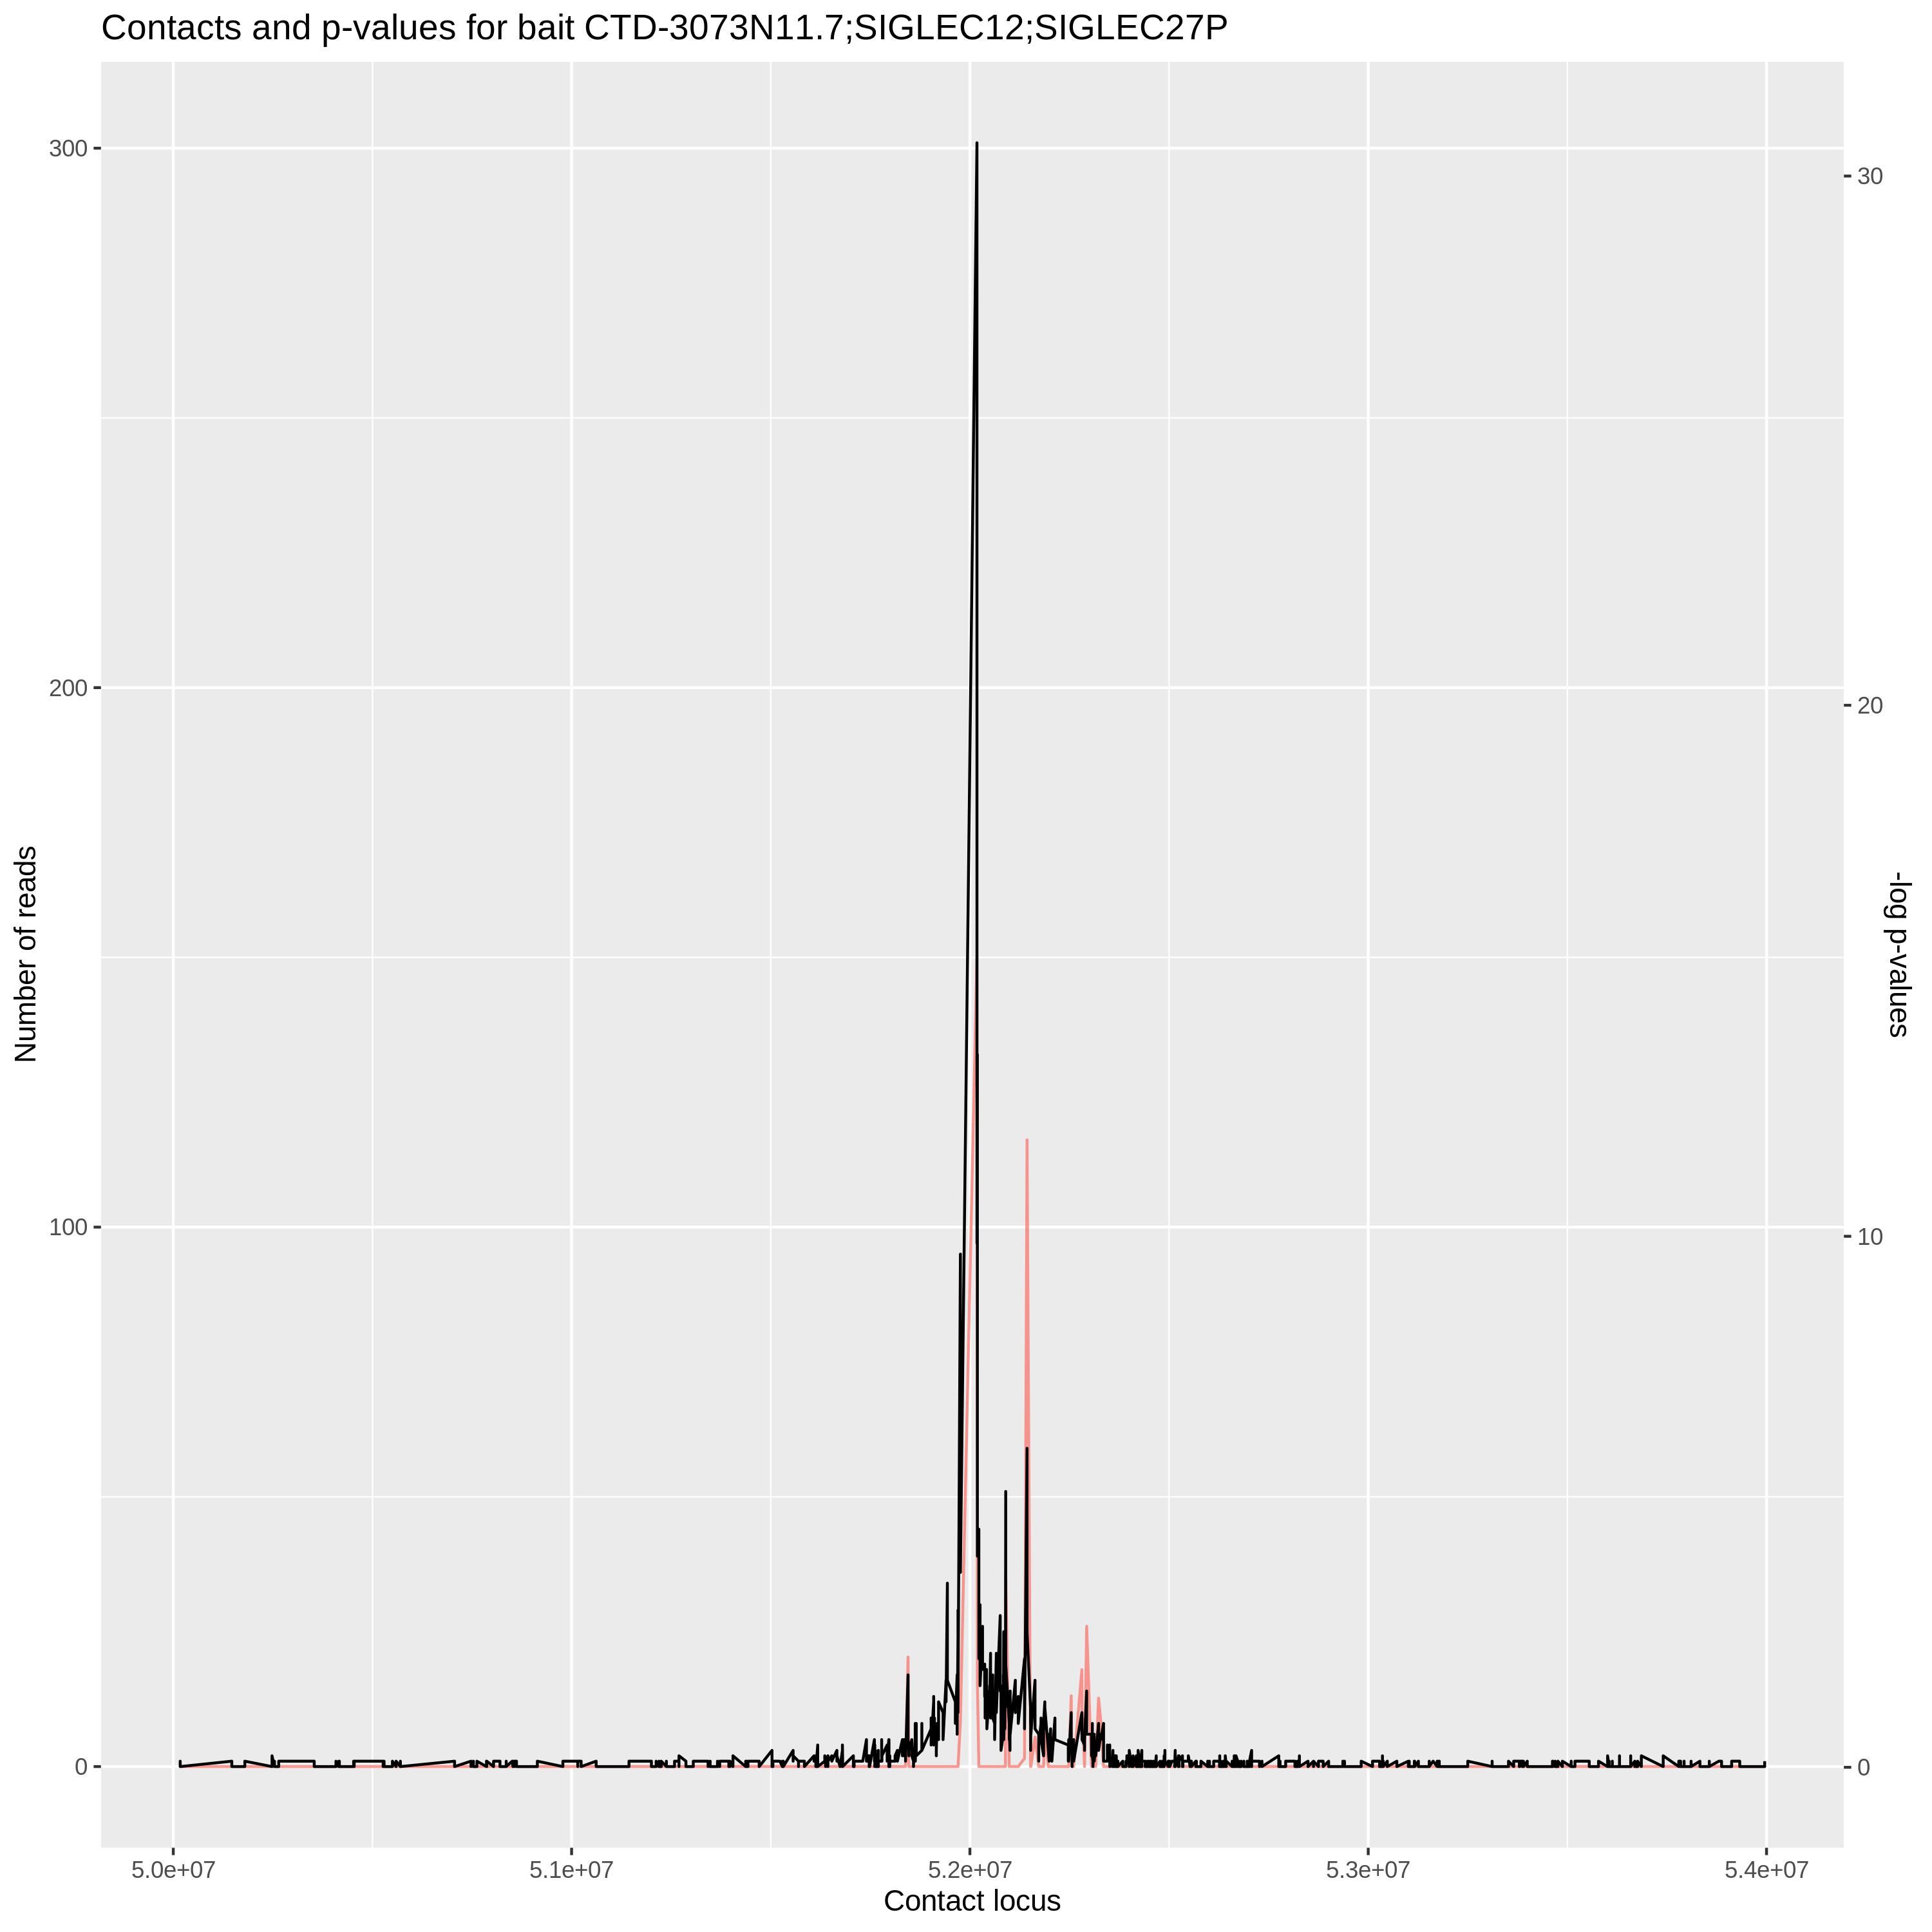 Contacts and p-values for bait CTD-3073N11.7;SIGLEC12;SIGLEC27P
300
200
100
0
Number of reads
30
20
10
0
-log p-values
5.0e+07
5.1e+07
5.2e+07
5.3e+07
5.4e+07
Contact locus